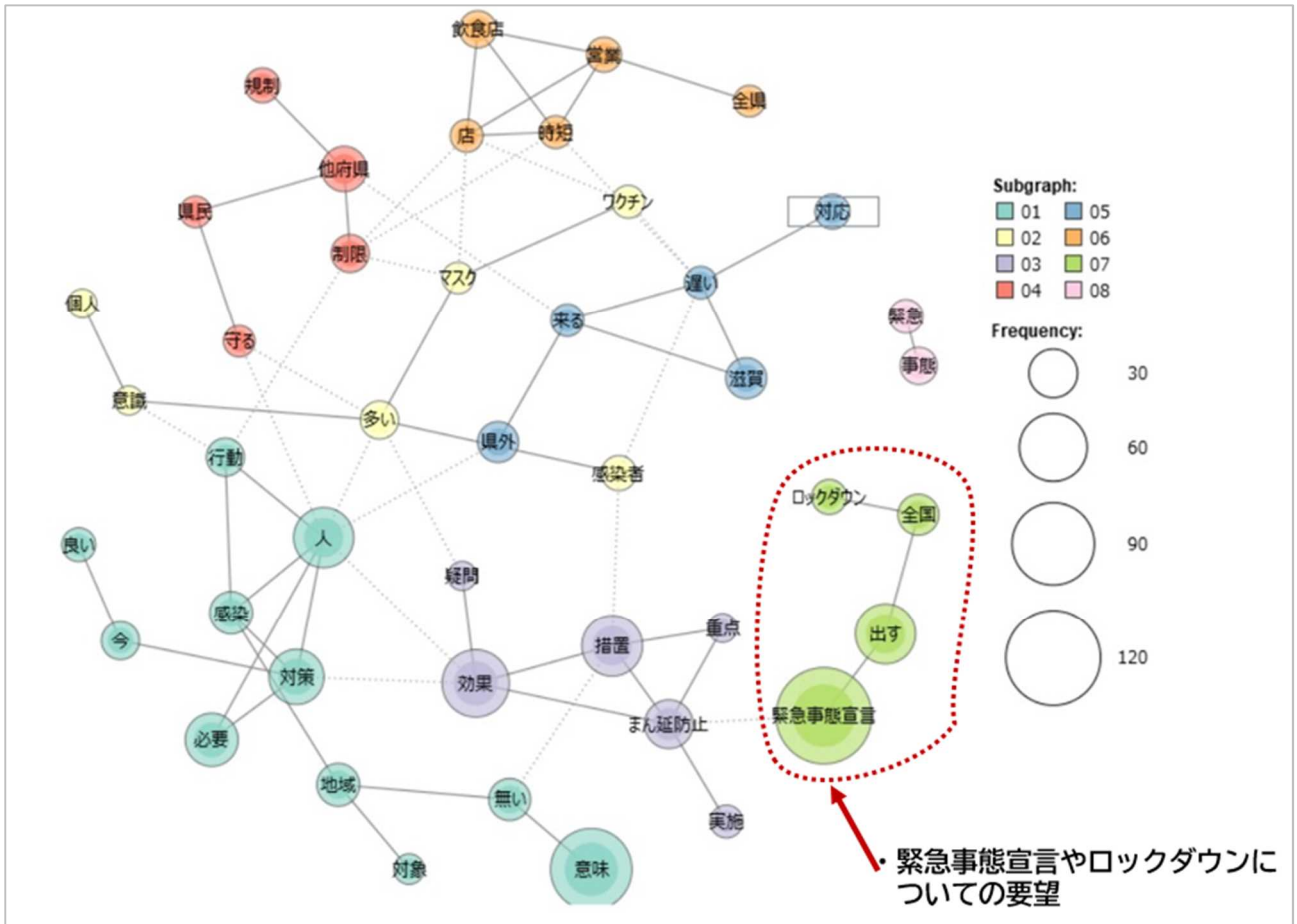 飲食店
営業
規制
全県
店
時短
他府県
県民
ワクチン
対応
制限
マスク
遅い
個人
来る
守る
滋賀
意識
多い
県外
行動
感染者
人
良い
疑問
感染
今
措置
重点
対策
効果
必要
まん延防止
地域
無い
実施
対象
意味
ロックダウン
全国
出す
緊急事態宣言
緊急
事態
Subgraph:
01 05
02 06
03 07
04 08
Frequency:
30
60
90
120
・緊急事態宣言やロックダウンに
ついての要望